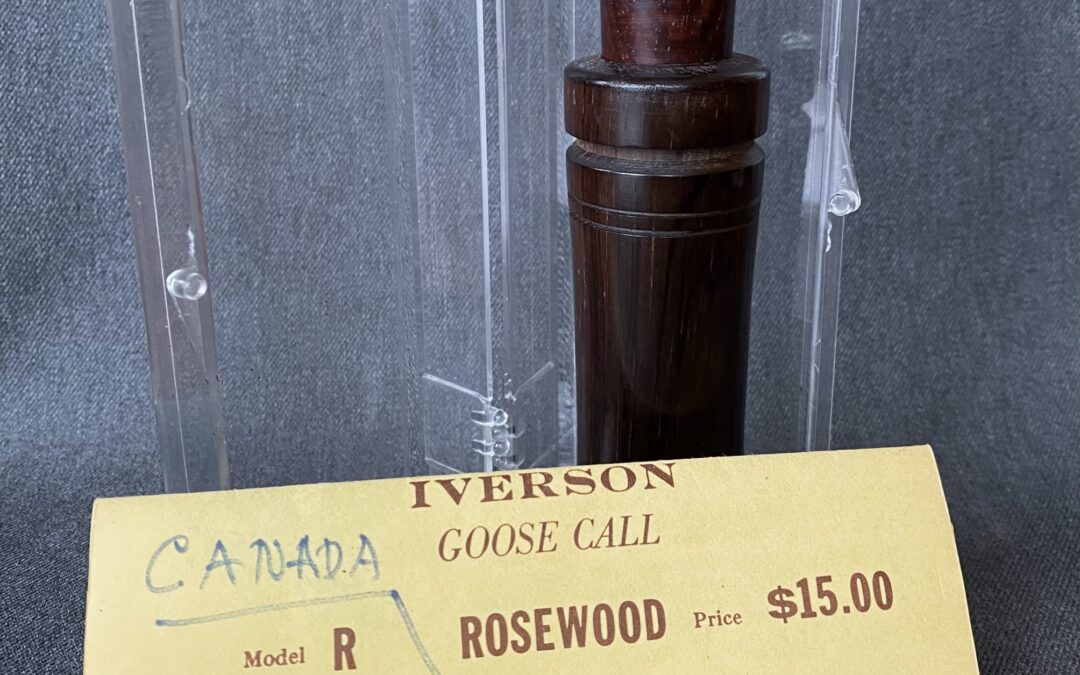 IVERSON
GOOSE CALL
CANADA
Model R ROSEWOOD Price $15.00